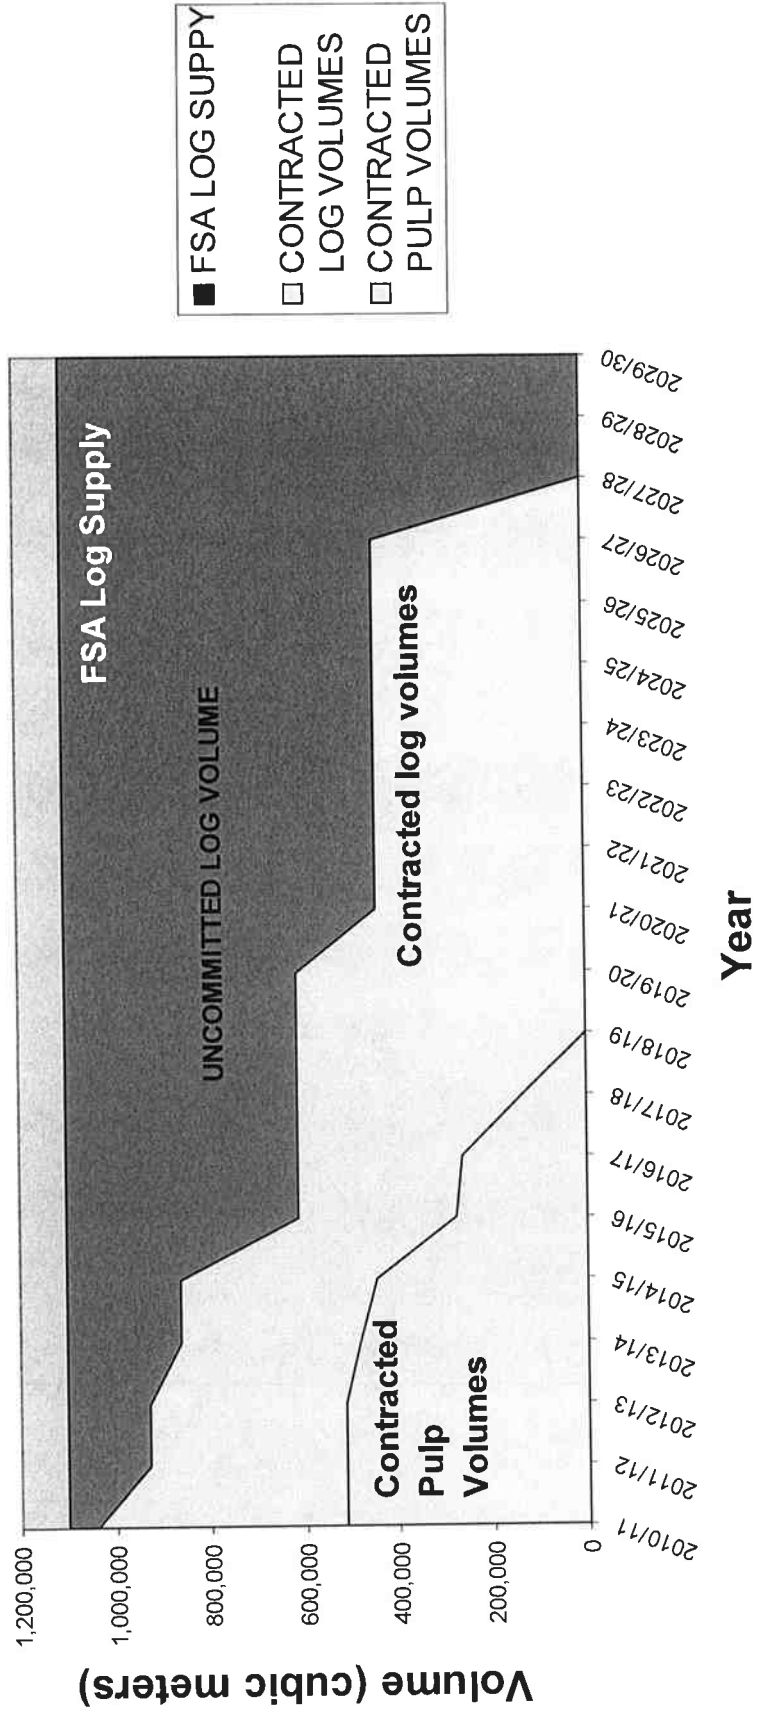 Volume (cubic meters)
1,200,000
1,000,000
800,000
600,000
400,000
200,000
0
FSA Log Supply
UNCOMMITTED LOG VOLUME
Contracted log volumes
Contracted
Pulp
Volumes
2010/11
2011/12
2012/13
2013/14
2014/15
2015/16
2016/17
2017/18
2018/19
2019/20
2020/21
2021/22
2022/23
2023/24
2024/25
2025/26
2026/27
2027/28
2028/29
2029/30
Year
FSA LOG SUPPLY
CONTRACTED
LOG VOLUMES
CONTRACTED
PULP VOLUMES